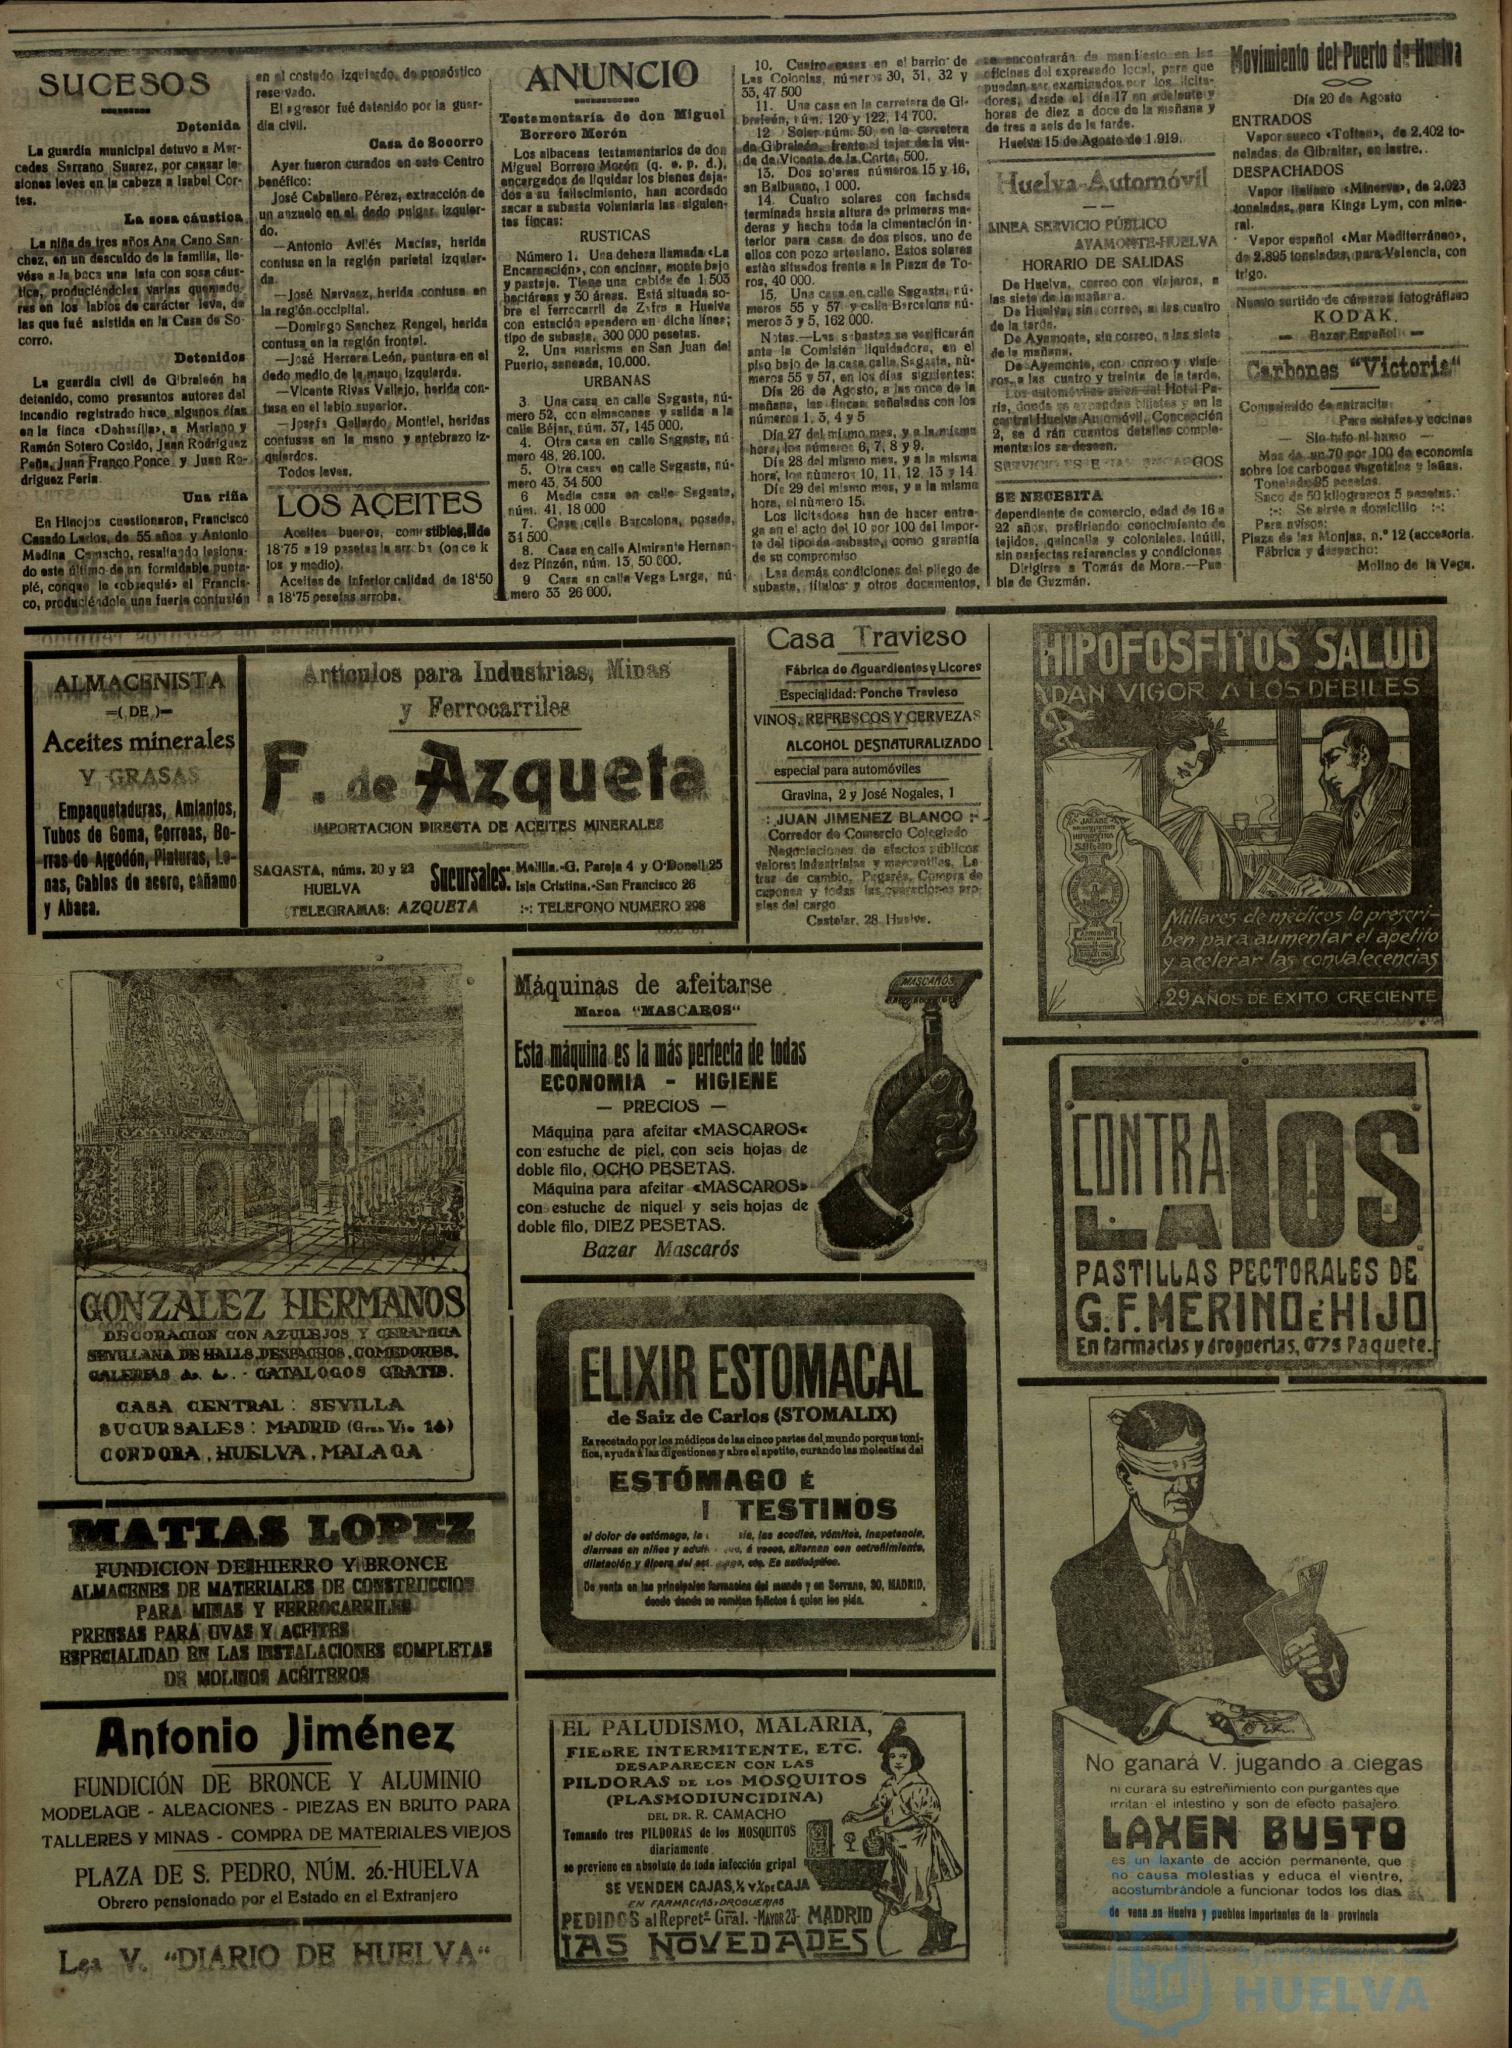 SUCESOS
Detenida
La guardia municipal detuvo a Mer-
cedes Serrano Suarez, por causar le-
siones leves en la cabeza a Isabel Cor-
tes.
La sosa cáustica
La niña de tres años Ana Cano San-
chez, en un descuido de la familia, lle-
vóse a la boca una lata con sosa cáus-
tica, produciéndoles varias quemadu-
res en los labios de carácter leve, de
las que fué asistida en la Casa de So-
corro.
Detenidos
La guardia civil de Gibraleón ha
detenido, como presuntos autores del
incendio registrado hace algunos días
en la finca «Dehesilla» a Mariano y
Ramón Sotero Cozido, Juan Rodríguez
Peña, Juan Franco Ponce y Juan Ro-
dríguez Feria.
Una riña
En Hinojos cuestionaron, Francisco
Casado Larios, de 55 años y Antonio
Medina Camacho, resultando lesiona-
do este último de un formidable punta-
pié, conque le «obsequió» el Francis-
co, produciéndole una fuerte contusión
en el costado izquierdo, de pronóstico
reservado.
El agresor fué detenido por la guar-
dia civil.
Casa de Socorro
Ayer fueron curados en este Centro
benéfico:
José Caballero Pérez, extracción de
un anzuelo en el dedo pulgar izquier-
do.
—Antonio Avilés Macías, herida
contusa en la región parietal izquier-
da.
—José Narvaez, herida contusa en
la región occipital.
—Domingo Sanchez Rengel, herida
contusa en la región frontal.
—José Herrera León, puntura en el
dedo medio de la mano izquierda.
—Vicente Rivas Vallejo, herida con-
tusa en el labio superior.
—Josefa Gallardo Montiel, heridas
contusas en la mano y antebrazo iz-
quierdos.
Todos leves.
LOS ACEITES
Aceites buenos, comestibles, de
18'75 a 19 pesetas la arroba (once k
los y medio).
Aceites de inferior calidad de 18'50
a 18'75 pesetas arroba.
ANUNCIO
Testamentaría de don Miguel
Borrero Morón
Los albaceas testamentarios de don
Miguel Borrero Morón (q. e. p. d.),
encargados de liquidar los bienes deja-
dos a su fallecimiento, han acordado
sacar a subasta voluntaria las siguien-
tes fincas:
RUSTICAS
Número 1. Una dehesa llamada «La
Encarnación», con encinar, monte bajo
y pastaje. Tiene una cabida de 1 503
hectáreas y 30 áreas. Está situada so-
bre el ferrocarril de Zafra a Huelva
con estación apeadero en dicha línea;
tipo de subasta, 300 000 pesetas.
2. Una marisma en San Juan del
Puerto, saneada, 10.000.
URBANAS
3. Una casa en calle Sagasta, nú-
mero 52, con almacenes y salida a la
calle Béjar, núm. 37, 145 000.
4. Otra casa en calle Sagasta, nú-
mero 48, 26.100.
5. Otra casa en calle Sagasta, nú-
mero 43, 34 500
6 Media casa en calle Sagasta,
núm. 41, 18 000
7. Casa calle Barcelona, posada,
31 500.
8. Casa en calle Almirante Hernan-
dez Pinzón, núm. 13, 50 000.
9 Casa en calle Vega Larga, nú-
mero 33 26 000.
10. Cuatro casas en el barrio de
Las Colonias, números 30, 31, 32 y
33, 47 500
11. Una casa en la carretera de Gi-
braleón, núm. 120 y 122, 14 700.
12 Solar núm. 50, en la carretera
de Gibraleón, frente al tejar de la viu-
da de Vicente de la Corte, 500.
13. Dos solares números 15 y 16,
en Balbuano, 1 000.
14. Cuatro solares con fachada
terminada hasta altura de primeras ma-
deras y hecha toda la cimentación in-
terior para casa de dos pisos, uno de
ellos con pozo artesiano. Estos solares
están situados frente a la Plaza de To-
ros, 40 000.
15. Una casa en calle Sagasta, nú-
meros 55 y 57 y calle Barcelona nú-
meros 3 y 5, 162 000.
Notas.—Las subastas se verificarán
ante la Comisión liquidadora, en el
piso bajo de la casa calle Sagasta, nú-
meros 55 y 57, en los días siguientes:
Día 26 de Agosto, a las once de la
mañana, las fincas señaladas con los
números 1, 3, 4 y 5
Día 27 del mismo mes, y a la misma
hora, los números 6, 7, 8 y 9.
Día 28 del mismo mes, y a la misma
hora, los números 10, 11, 12, 13 y 14.
Día 29 del mismo mes, y a la misma
hora, el número 15.
Los licitadores han de hacer entre-
ga en el acto del 10 por 100 del impor-
te del tipo de subasta, como garantía
de su compromiso
Las demás condiciones del pliego de
subasta, títulos y otros documentos,
se encontrarán de manifiesto en las
oficinas del expresado local, para que
puedan ser examinados por los licita-
dores, desde el día 17 en adelante y
horas de diez a doce de la mañana y
de tres a seis de la tarde.
Huelva 15 de Agosto de 1.919.
Huelva-Automóvil
LINEA SERVICIO PÚBLICO
AYAMONTE-HUELVA
HORARIO DE SALIDAS
De Huelva, correo con viajeros, a
las siete de la mañana.
De Huelva, sin correo, a las cuatro
de la tarde.
De Ayamonte, sin correo, a las siete
de la mañana.
De Ayamonte, con correo y viaje-
ros, a las cuatro y treinta de la tarde.
Los automóviles salen del Hotel Pa-
ris, donde se expenden billetes y en la
central Huelva Automóvil, Concepción
2, se darán cuantos detalles comple-
mentarios se deseen.
SERVICIO ESPECIAL ENCARGOS
SE NECESITA
dependiente de comercio, edad de 16 a
22 años, prefiriendo conocimiento de
tejidos, quincalla y coloniales. Inútil,
sin perfectas referencias y condiciones
Dirigirse a Tomás de Mora.—Pue-
bla de Guzmán.
Movimiento del Puerto de Huelva
Día 20 de Agosto
ENTRADOS
Vapor sueco «Tolten», de 2.402 to-
neladas, de Gibraltar, en lastre.
DESPACHADOS
Vapor italiano «Minerva», de 2.023
toneladas, para Kings Lym, con mine-
ral.
Vapor español «Mar Mediterráneo»,
de 2.895 toneladas, para Valencia, con
trigo.
Nuevo surtido de cámaras fotográficas
KODAK.
— Bazar Español —
Carbones "Victoria"
Comprimido de antracita:
Para estufas y cocinas
— Sin tufo ni humo —
Mas de un 70 por 100 de economía
sobre los carbones vegetales y leñas.
Tonelada 95 pesetas.
Saco de 50 kilogramos 5 pesetas.
:-: Se sirve a domicilio :-:
Para avisos:
Plaza de las Monjas, n.º 12 (accesoria.
Fábrica y despacho:
Molino de la Vega.
ALMACENISTA
—( DE )—
Aceites minerales
Y GRASAS
Empaquetaduras, Amiantos,
Tubos de Goma, Correas, Bo-
rras de Algodón, Pinturas, Lo-
nas, Cables de acero, cáñamo
y Abaca.
Artículos para Industrias, Minas
y Ferrocarriles
F. de Azqueta
IMPORTACION DIRECTA DE ACEITES MINERALES
SAGASTA, núms. 20 y 22
HUELVA
Sucursales: Melilla.-G. Pareja 4 y O'Donell 25
Isla Cristina.-San Francisco 26
(TELEGRAMAS: AZQUETA :-: TELEFONO NUMERO 298
Casa Travieso
Fábrica de Aguardientes y Licores
Especialidad: Ponche Travieso
VINOS, REFRESCOS Y CERVEZAS
ALCOHOL DESNATURALIZADO
especial para automóviles
Gravina, 2 y José Nogales, 1
: JUAN JIMENEZ BLANCO :-
Corredor de Comercio Colegiado
Negociaciones de efectos públicos
valores industriales y mercantiles. Le
tras de cambio, Pagarés, Compra de
cupones y todas las operaciones pro
pias del cargo
Castelar, 28. Huelva.
HIPOFOSFITOS SALUD
DAN VIGOR A LOS DEBILES
JARABE
HIPOFOSFITOS
SALUD
Millares de médicos lo prescri-
ben para aumentar el apetito
y acelerar las convalecencias
29 AÑOS DE ÉXITO CRECIENTE
GONZALEZ HERMANOS
DECORACION CON AZULEJOS Y CERAMICA
SEVILLANA DE HALLS, DESPACHOS, COMEDORES,
GALERIAS & &. - CATALOGOS GRATIS.
CASA CENTRAL: SEVILLA
SUCURSALES: MADRID (Gran Via 14)
CORDORA, HUELVA, MALAGA
Máquinas de afeitarse
Marca "MASCAROS"
MASCAROS
Esta máquina es la más perfecta de todas
ECONOMIA - HIGIENE
— PRECIOS —
Máquina para afeitar «MASCAROS«
con estuche de piel, con seis hojas de
doble filo, OCHO PESETAS.
Máquina para afeitar «MASCAROS»
con estuche de niquel y seis hojas de
doble filo, DIEZ PESETAS.
Bazar Mascarós
CONTRA
LA TOS
PASTILLAS PECTORALES DE
G. F. MERINO É HIJO
En farmacias y droguerías, 0'75 Paquete.
ELIXIR ESTOMACAL
de Saiz de Carlos (STOMALIX)
Es recetado por los médicos de las cinco partes del mundo porque toni-
fica, ayuda á las digestiones y abre el apetito, curando las molestias del
ESTÓMAGO É
I TESTINOS
el dolor de estómago, la sia, las acedías, vómitos, inapetencia,
diarreas en niños y adult á veces, alternan con estreñimiento,
dilatación y úlcera del est ago, etc. Es antiséptico.
De venta en las principales farmacias del mundo y en Serrano, 30, MADRID,
desde donde se remiten folletos á quien los pida.
MATIAS LOPEZ
FUNDICION DE HIERRO Y BRONCE
ALMACENES DE MATERIALES DE CONSTRUCCION
PARA MINAS Y FERROCARRILES
PRENSAS PARA UVAS Y ACEITES
ESPECIALIDAD EN LAS INSTALACIONES COMPLETAS
DE MOLINOS ACEITEROS
Antonio Jiménez
FUNDICIÓN DE BRONCE Y ALUMINIO
MODELAGE - ALEACIONES - PIEZAS EN BRUTO PARA
TALLERES Y MINAS - COMPRA DE MATERIALES VIEJOS
PLAZA DE S. PEDRO, NÚM. 26.-HUELVA
Obrero pensionado por el Estado en el Extranjero
Lea V. "DIARIO DE HUELVA"
EL PALUDISMO, MALARIA,
FIEBRE INTERMITENTE, ETC.
DESAPARECEN CON LAS
PILDORAS DE LOS MOSQUITOS
(PLASMODIUNCIDINA)
DEL DR. R. CAMACHO
Tomando tres PILDORAS de los MOSQUITOS
diariamente
se previene en absoluto de toda infección gripal
SE VENDEN CAJAS, ½ Y ¼ DE CAJA
EN FARMACIAS Y DROGUERIAS
PEDIDOS al Repret.e Gral. -MAYOR 23- MADRID
LAS NOVEDADES
No ganará V. jugando a ciegas
ni curará su estreñimiento con purgantes que
irritan el intestino y son de efecto pasajero.
LAXEN BUSTO
es un laxante de acción permanente, que
no causa molestias y educa el vientre,
acostumbrándole a funcionar todos los días
de vena en Huelva y pueblos importantes de la provincia
Ayuntamiento de
HUELVA